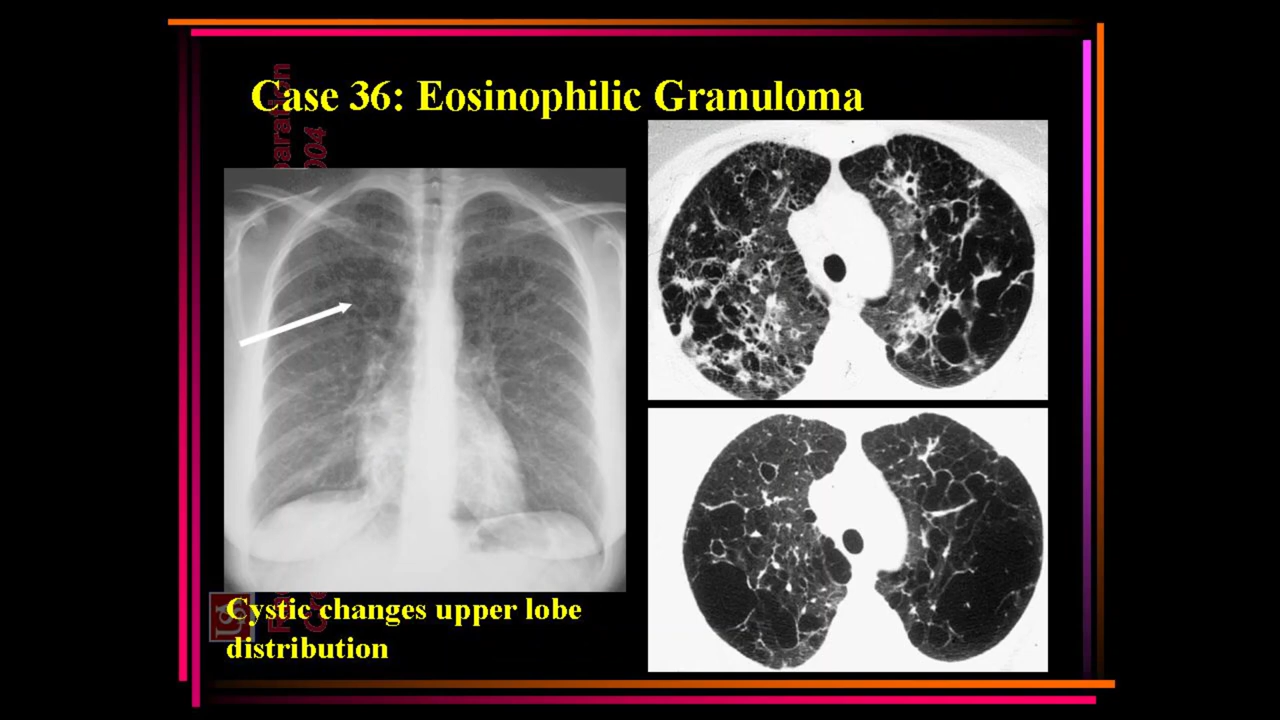 Case 36: Eosinophilic Granuloma
Cystic changes upper lobe
distribution